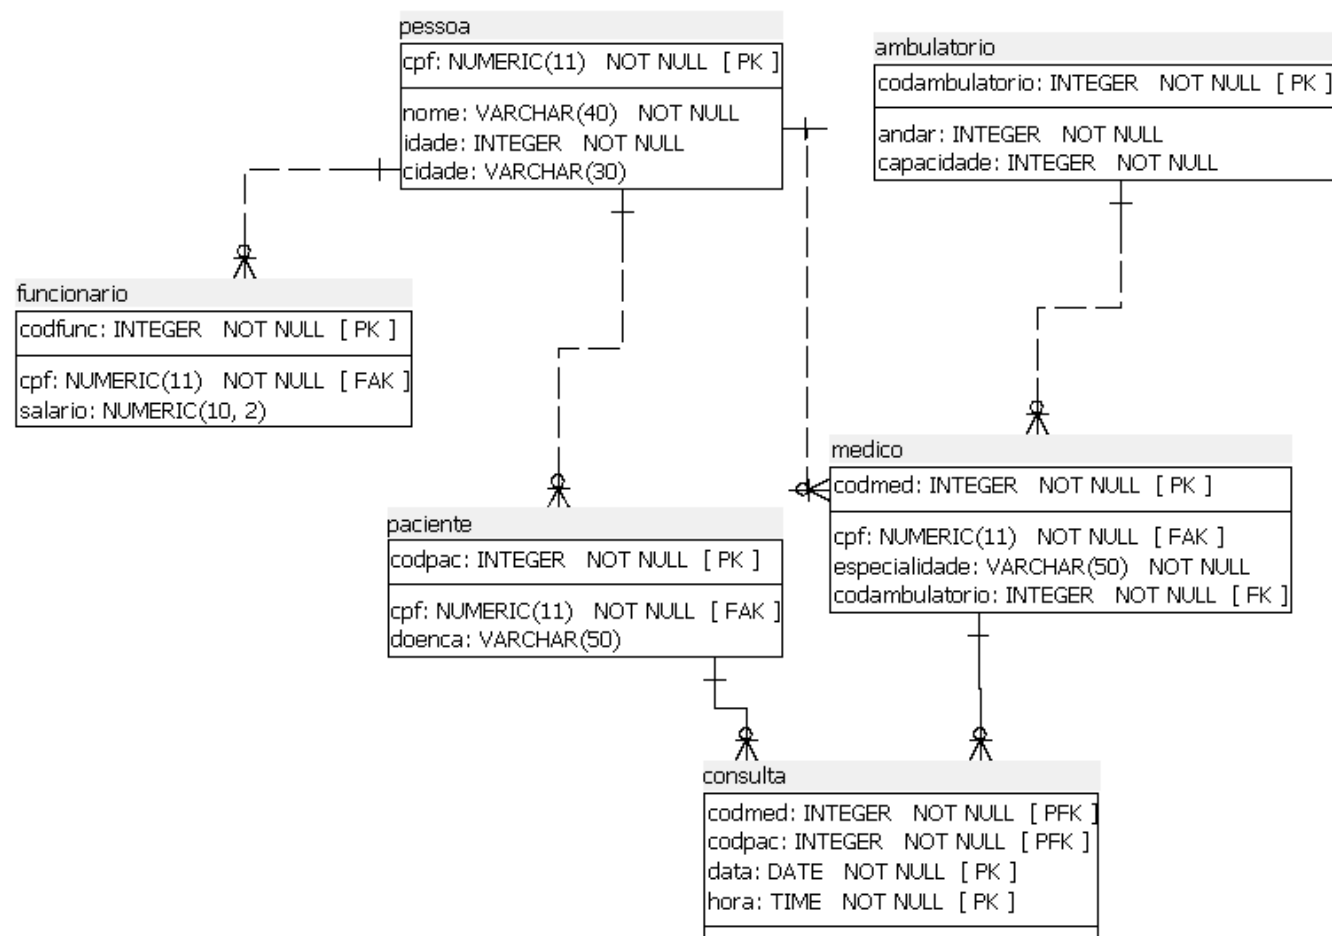 pessoa
cpf: NUMERIC(11) NOT NULL [ PK ]
nome: VARCHAR(40) NOT NULL
idade: INTEGER NOT NULL
cidade: VARCHAR(30)
ambulatorio
codambulatorio: INTEGER NOT NULL [ PK ]
andar: INTEGER NOT NULL
capacidade: INTEGER NOT NULL
funcionario
codfunc: INTEGER NOT NULL [ PK ]
cpf: NUMERIC(11) NOT NULL [ FAK ]
salario: NUMERIC(10, 2)
medico
codmed: INTEGER NOT NULL [ PK ]
cpf: NUMERIC(11) NOT NULL [ FAK ]
especialidade: VARCHAR(50) NOT NULL
codambulatorio: INTEGER NOT NULL [ FK ]
paciente
codpac: INTEGER NOT NULL [ PK ]
cpf: NUMERIC(11) NOT NULL [ FAK ]
doenca: VARCHAR(50)
consulta
codmed: INTEGER NOT NULL [ PFK ]
codpac: INTEGER NOT NULL [ PFK ]
data: DATE NOT NULL [ PK ]
hora: TIME NOT NULL [ PK ]